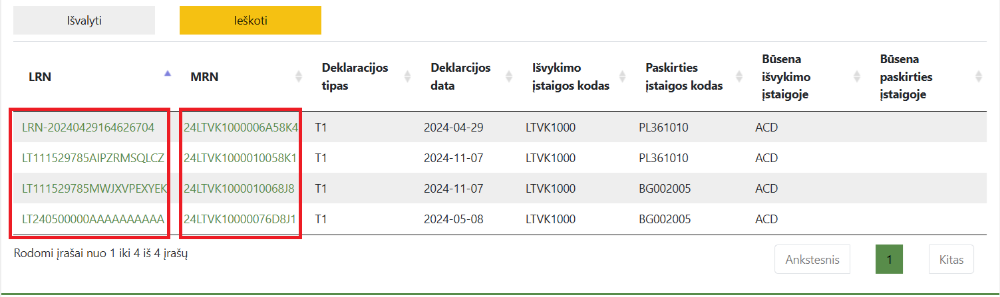 Išvalyti Ieškoti
LRN MRN Deklaracijos tipas Deklarcijos data Išvykimo įstaigos kodas Paskirties įstaigos kodas Būsena išvykimo įstaigoje Būsena paskirties įstaigoje
LRN-20240429164626704 24LTVK1000006A58K4 T1 2024-04-29 LTVK1000 PL361010 ACD
LT111529785AIPZRMSQLCZ 24LTVK1000010058K1 T1 2024-11-07 LTVK1000 PL361010 ACD
LT111529785MWJXVPEXYEK 24LTVK1000010068J8 T1 2024-11-07 LTVK1000 BG002005 ACD
LT240500000AAAAAAAAAA 24LTVK10000076D8J1 T1 2024-05-08 LTVK1000 BG002005 ACD
Rodomi įrašai nuo 1 iki 4 iš 4 įrašų
Ankstesnis 1 Kitas